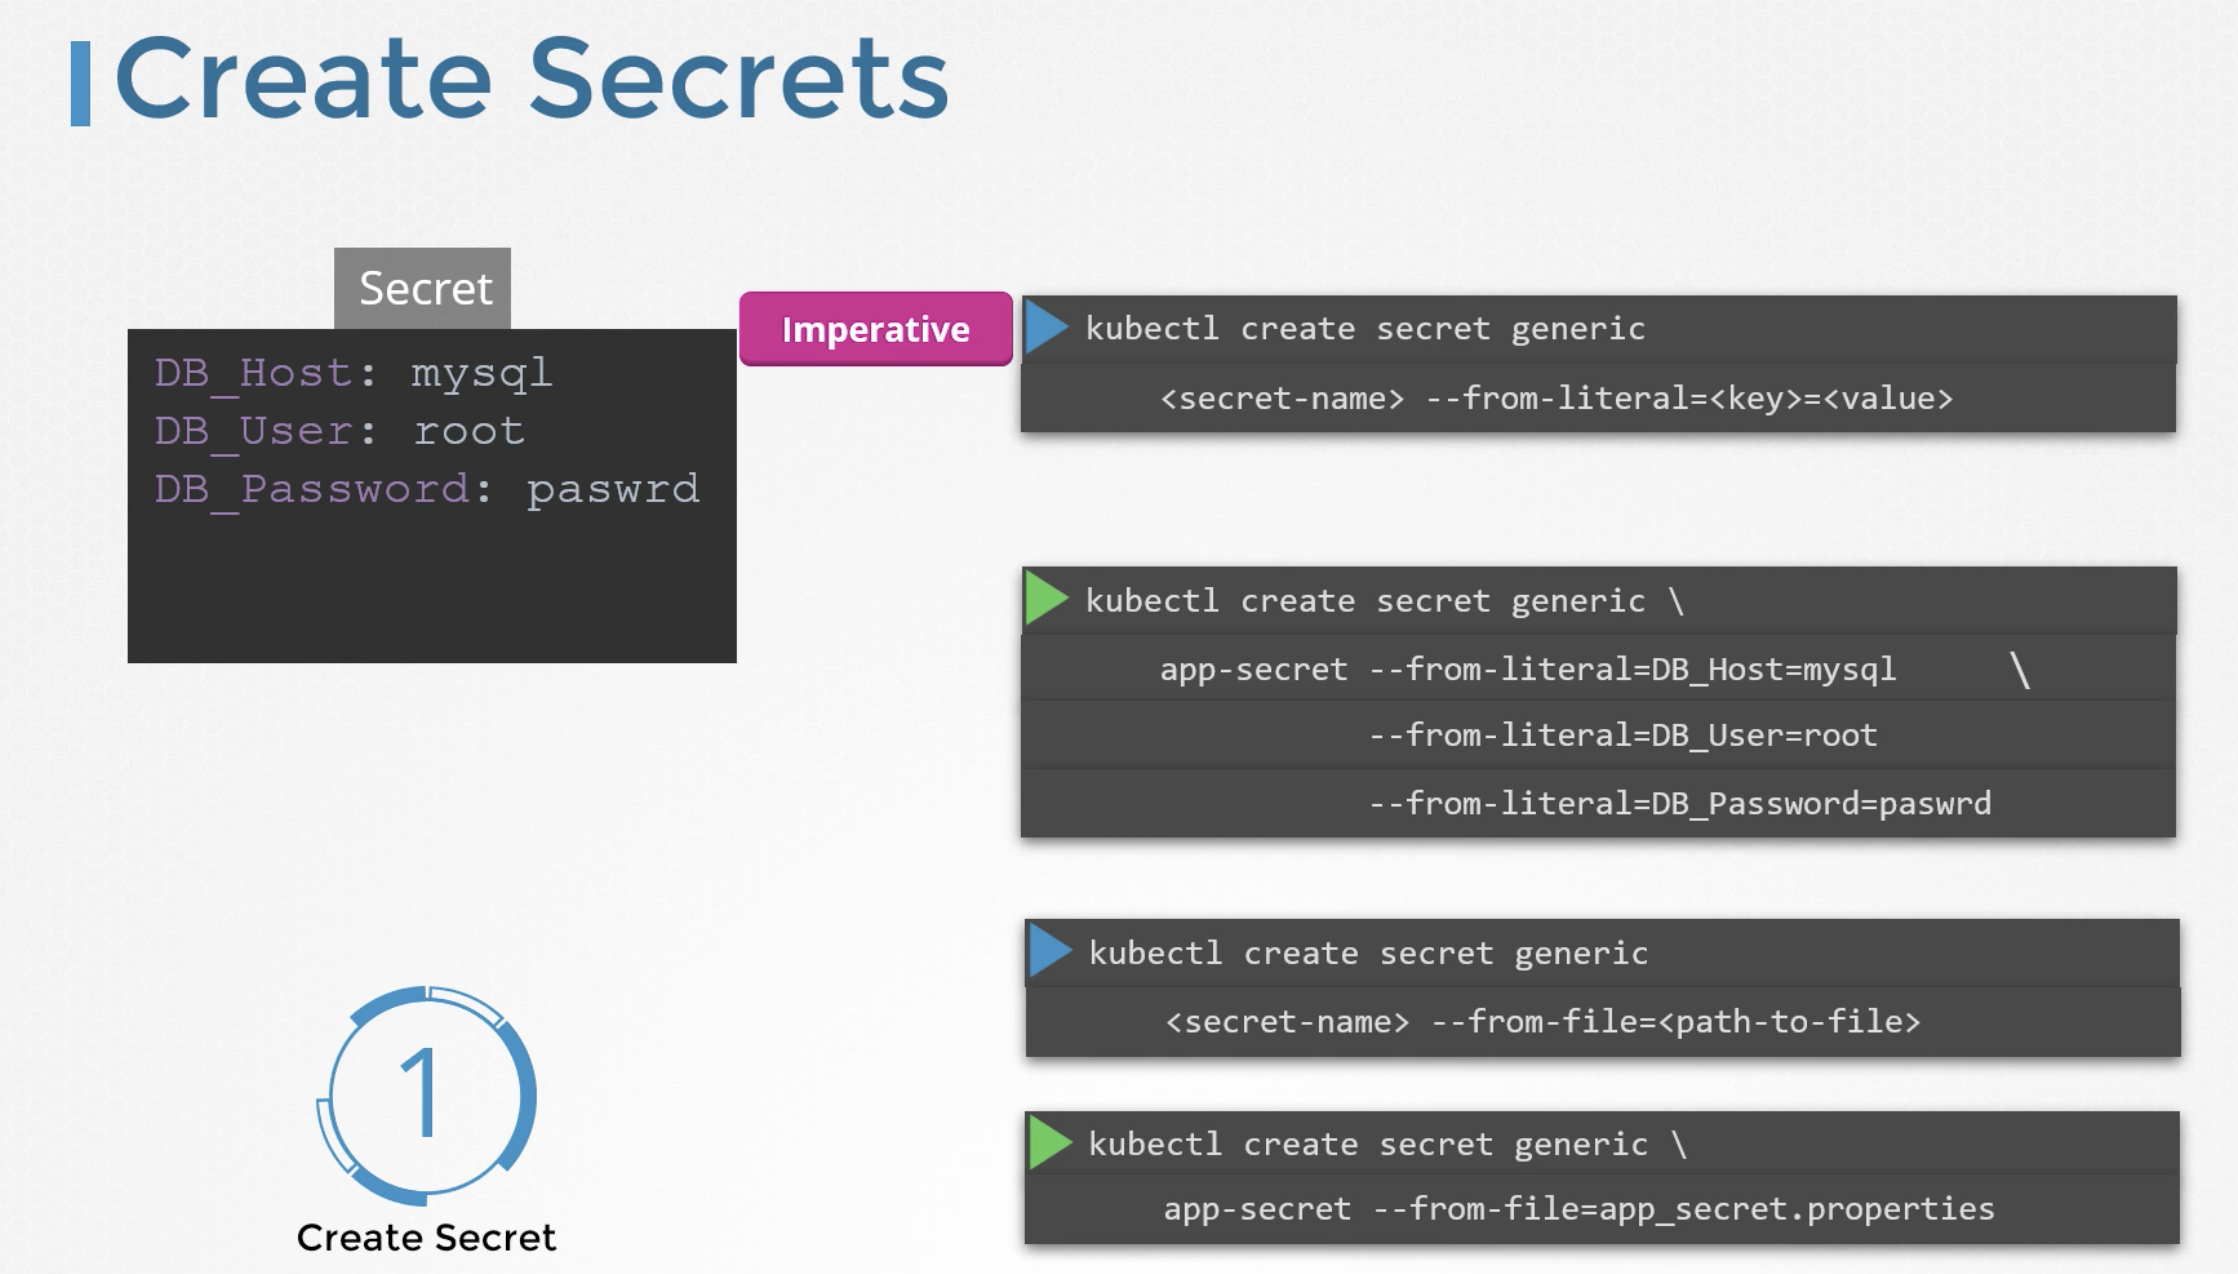 Create Secrets
Secret
DB_Host: mysql
DB_User: root
DB_Password: paswrd
Imperative
kubectl create secret generic
<secret-name> --from-literal=<key>=<value>
kubectl create secret generic \
app-secret --from-literal=DB_Host=mysql \
--from-literal=DB_User=root
--from-literal=DB_Password=paswrd
kubectl create secret generic
<secret-name> --from-file=<path-to-file>
kubectl create secret generic \
app-secret --from-file=app_secret.properties
1
Create Secret